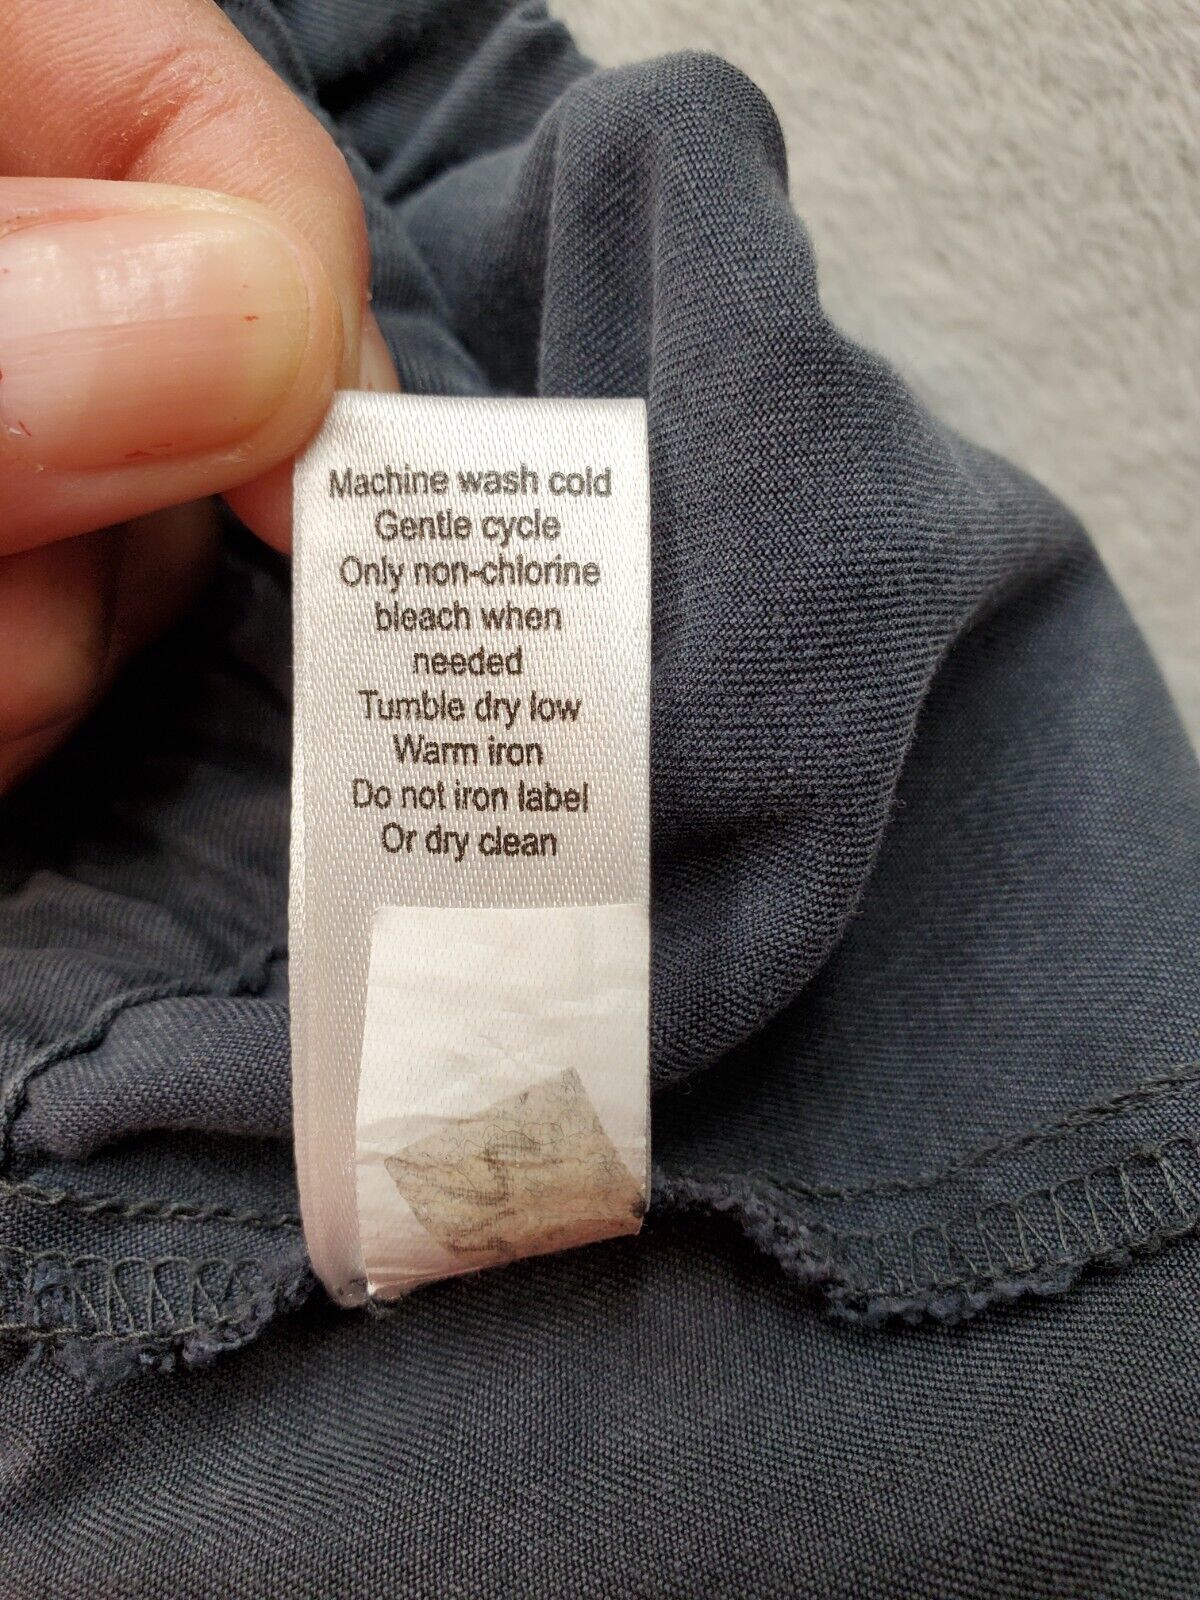 Machine wash cold
Gentle cycle
Only non-chlorine
bleach when
needed
Tumble dry low
Warm iron
Do not iron label
Or dry clean